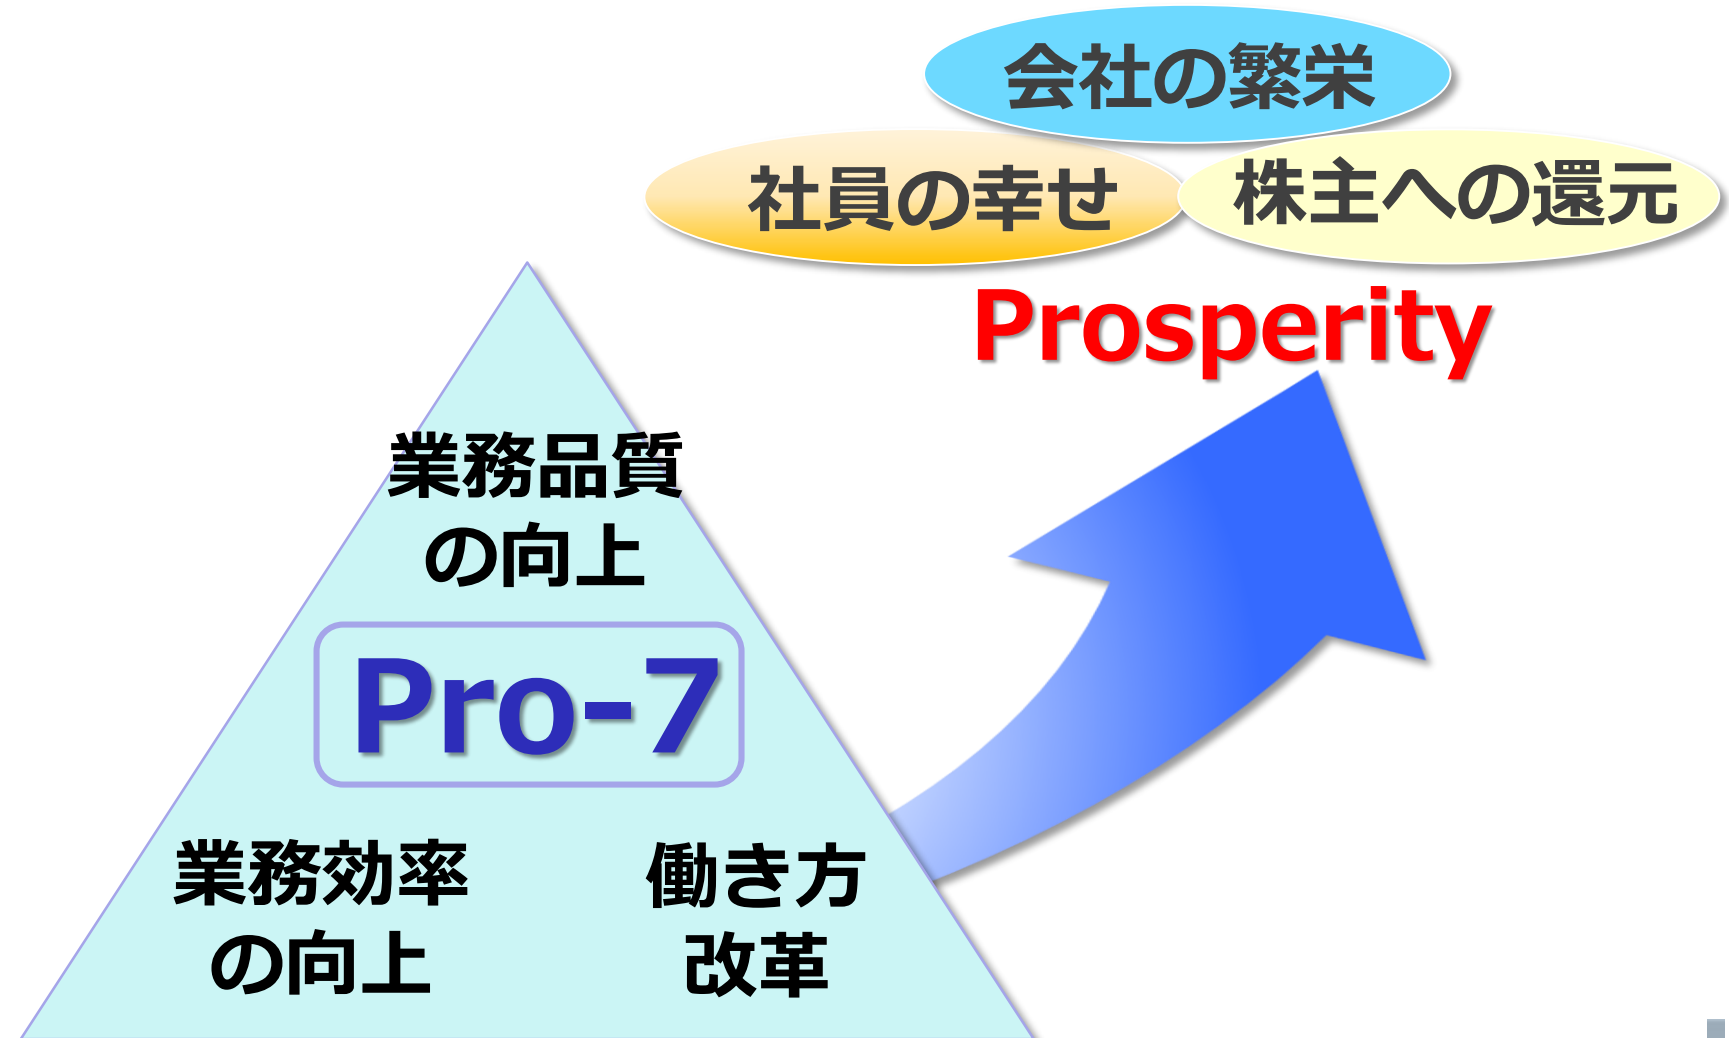 会社の繁栄
社員の幸せ
株主への還元
Prosperity
業務品質
の向上
Pro-7
業務効率
の向上
働き方
改革